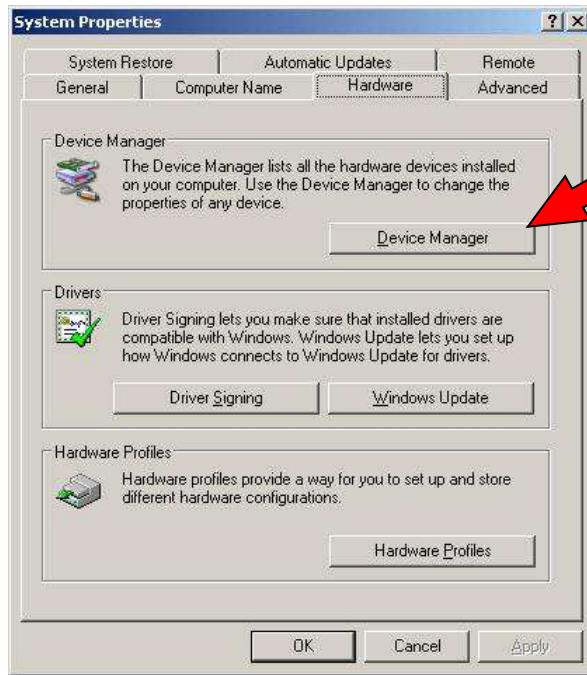 System Properties
System Restore Automatic Updates Remote
General Computer Name Hardware Advanced
Device Manager
The Device Manager lists all the hardware devices installed
on your computer. Use the Device Manager to change the
properties of any device.
Device Manager
Drivers
Driver Signing lets you make sure that installed drivers are
compatible with Windows. Windows Update lets you set up
how Windows connects to Windows Update for drivers.
Driver Signing Windows Update
Hardware Profiles
Hardware profiles provide a way for you to set up and store
different hardware configurations.
Hardware Profiles
OK Cancel Apply